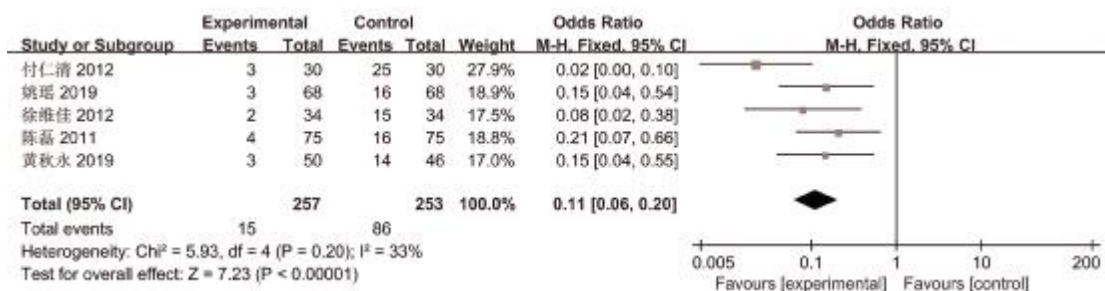 Experimental Control Odds Ratio Odds Ratio
Study or Subgroup Events Total Events Total Weight M-H, Fixed, 95% CI M-H, Fixed, 95% CI
付仁清 2012 3 30 25 30 27.9% 0.02 [0.00, 0.10]
姚瑶 2019 3 68 16 68 18.9% 0.15 [0.04, 0.54]
徐维佳 2012 2 34 15 34 17.5% 0.08 [0.02, 0.38]
陈磊 2011 4 75 16 75 18.8% 0.21 [0.07, 0.66]
黄秋永 2019 3 50 14 46 17.0% 0.15 [0.04, 0.55]
Total (95% CI) 257 253 100.0% 0.11 [0.06, 0.20]
Total events 15 86
Heterogeneity: Chi² = 5.93, df = 4 (P = 0.20); I² = 33%
Test for overall effect: Z = 7.23 (P < 0.00001)
0.005 0.1 1 10 200
Favours [experimental] Favours [control]